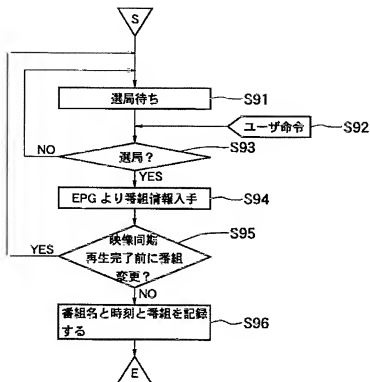 S
選局待ち
S91
ユーザ命令
S92
選局?
S93
NO
YES
EPGより番組情報入手
S94
映像同期
再生完了前に番組
変更?
S95
YES
NO
番組名と時刻と番組を記録
する
S96
E